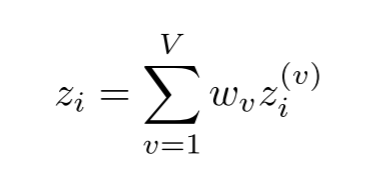 z_i = \sum_{v=1}^{V} w_v z_i^{(v)}